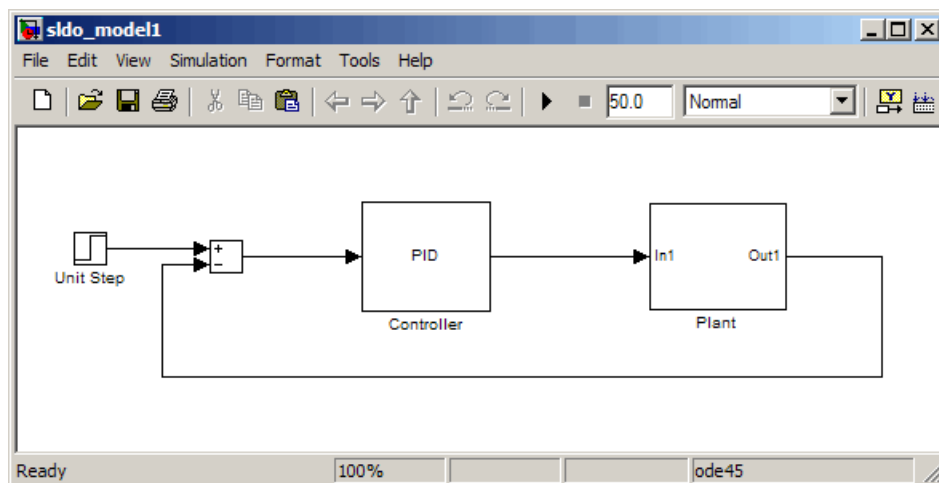 sldo_model1
File Edit View Simulation Format Tools Help
50.0 Normal
Y
+
−
Unit Step
PID
Controller
In1 Out1
Plant
Ready 100% ode45